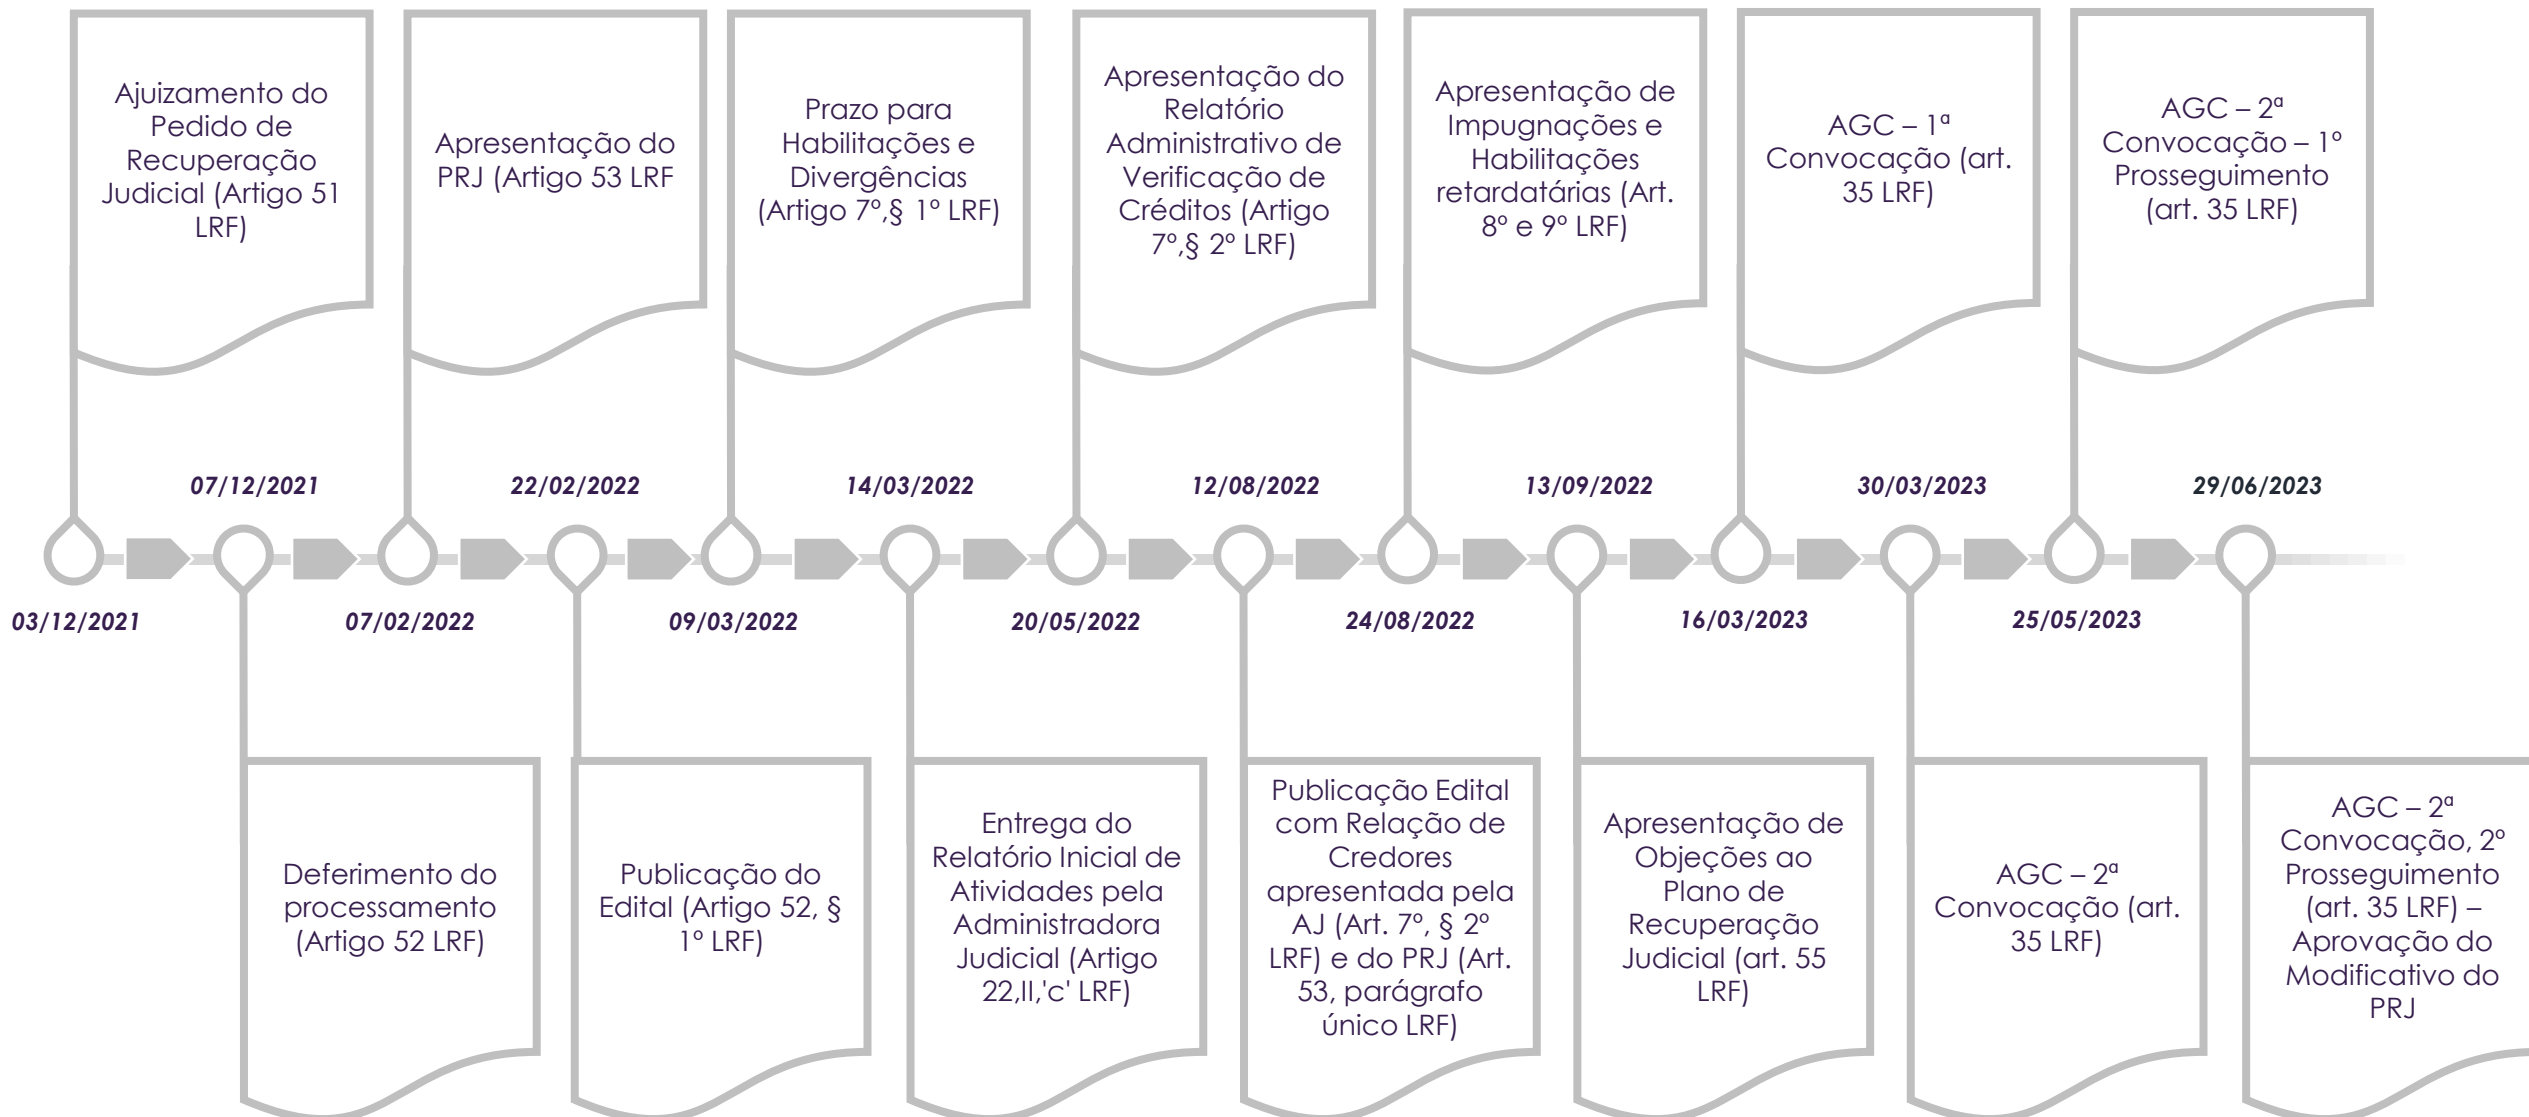 Ajuizamento do
Pedido de
Recuperação
Judicial (Artigo 51
LRF)
Apresentação do
PRJ (Artigo 53 LRF
Prazo para
Habilitações e
Divergências
(Artigo 7º,§ 1º LRF)
Apresentação do
Relatório
Administrativo de
Verificação de
Créditos (Artigo
7º,§ 2º LRF)
Apresentação de
Impugnações e
Habilitações
retardatárias (Art.
8º e 9º LRF)
AGC – 1ª
Convocação (art.
35 LRF)
AGC – 2ª
Convocação – 1º
Prosseguimento
(art. 35 LRF)
07/12/2021
22/02/2022
14/03/2022
12/08/2022
13/09/2022
30/03/2023
29/06/2023
03/12/2021
07/02/2022
09/03/2022
20/05/2022
24/08/2022
16/03/2023
25/05/2023
Deferimento do
processamento
(Artigo 52 LRF)
Publicação do
Edital (Artigo 52, §
1º LRF)
Entrega do
Relatório Inicial de
Atividades pela
Administradora
Judicial (Artigo
22,II,'c' LRF)
Publicação Edital
com Relação de
Credores
apresentada pela
AJ (Art. 7º, § 2º
LRF) e do PRJ (Art.
53, parágrafo
único LRF)
Apresentação de
Objeções ao
Plano de
Recuperação
Judicial (art. 55
LRF)
AGC – 2ª
Convocação (art.
35 LRF)
AGC – 2ª
Convocação, 2º
Prosseguimento
(art. 35 LRF) –
Aprovação do
Modificativo do
PRJ